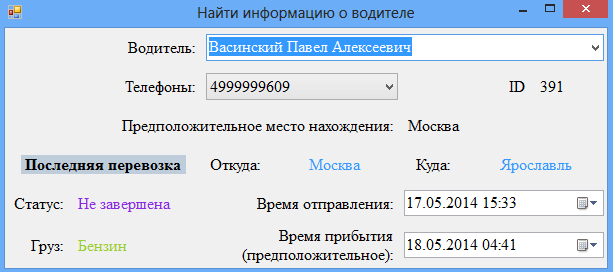 Найти информацию о водителе
Водитель: Васинский Павел Алексеевич
Телефоны: 4999999609 ID 391
Предположительное место нахождения: Москва
Последняя перевозка Откуда: Москва Куда: Ярославль
Статус: Не завершена Время отправления: 17.05.2014 15:33
Груз: Бензин Время прибытия (предположительное): 18.05.2014 04:41